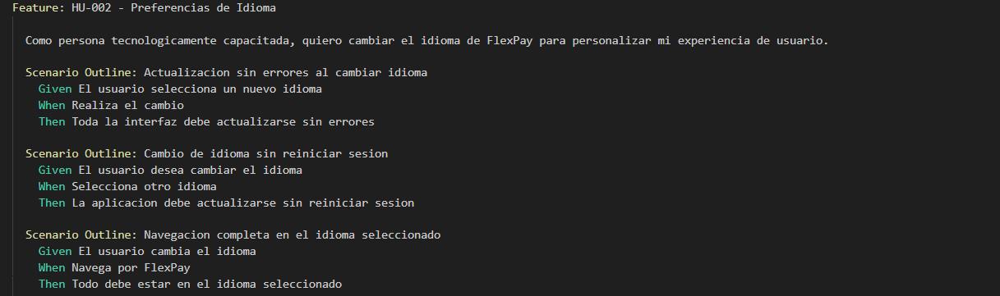 Feature: HU-002 - Preferencias de Idioma
Como persona tecnologicamente capacitada, quiero cambiar el idioma de FlexPay para personalizar mi experiencia de usuario.
Scenario Outline: Actualizacion sin errores al cambiar idioma
Given El usuario selecciona un nuevo idioma
When Realiza el cambio
Then Toda la interfaz debe actualizarse sin errores
Scenario Outline: Cambio de idioma sin reiniciar sesion
Given El usuario desea cambiar el idioma
When Selecciona otro idioma
Then La aplicacion debe actualizarse sin reiniciar sesion
Scenario Outline: Navegacion completa en el idioma seleccionado
Given El usuario cambia el idioma
When Navega por FlexPay
Then Todo debe estar en el idioma seleccionado